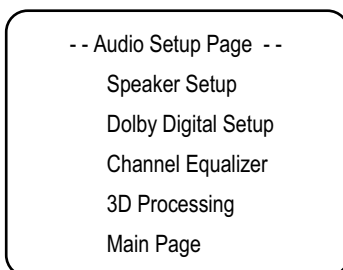 - - Audio Setup Page - -
Speaker Setup
Dolby Digital Setup
Channel Equalizer
3D Processing
Main Page